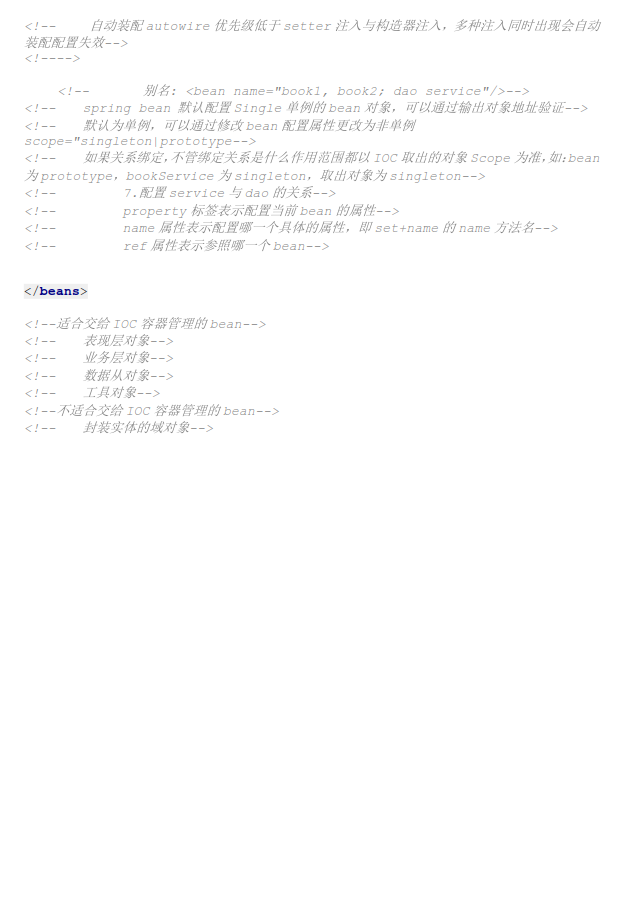 <!--    自动装配 autowire 优先级低于 setter 注入与构造器注入，多种注入同时出现会自动
装配配置失效-->
<!---->
<!--       别名: <bean name="book1, book2; dao service"/>-->
<!--    spring bean 默认配置 Single 单例的 bean 对象，可以通过输出对象地址验证-->
<!--    默认为单例，可以通过修改 bean 配置属性更改为非单例
scope="singleton|prototype-->
<!--    如果关系绑定,不管绑定关系是什么作用范围都以 IOC 取出的对象 Scope 为准,如:bean
为 prototype，bookService 为 singleton，取出对象为 singleton-->
<!--        7.配置 service 与 dao 的关系-->
<!--        property 标签表示配置当前 bean 的属性-->
<!--        name 属性表示配置哪一个具体的属性，即 set+name 的 name 方法名-->
<!--        ref 属性表示参照哪一个 bean-->
</beans>
<!--适合交给 IOC 容器管理的 bean-->
<!--    表现层对象-->
<!--    业务层对象-->
<!--    数据从对象-->
<!--    工具对象-->
<!--不适合交给 IOC 容器管理的 bean-->
<!--    封装实体的域对象-->